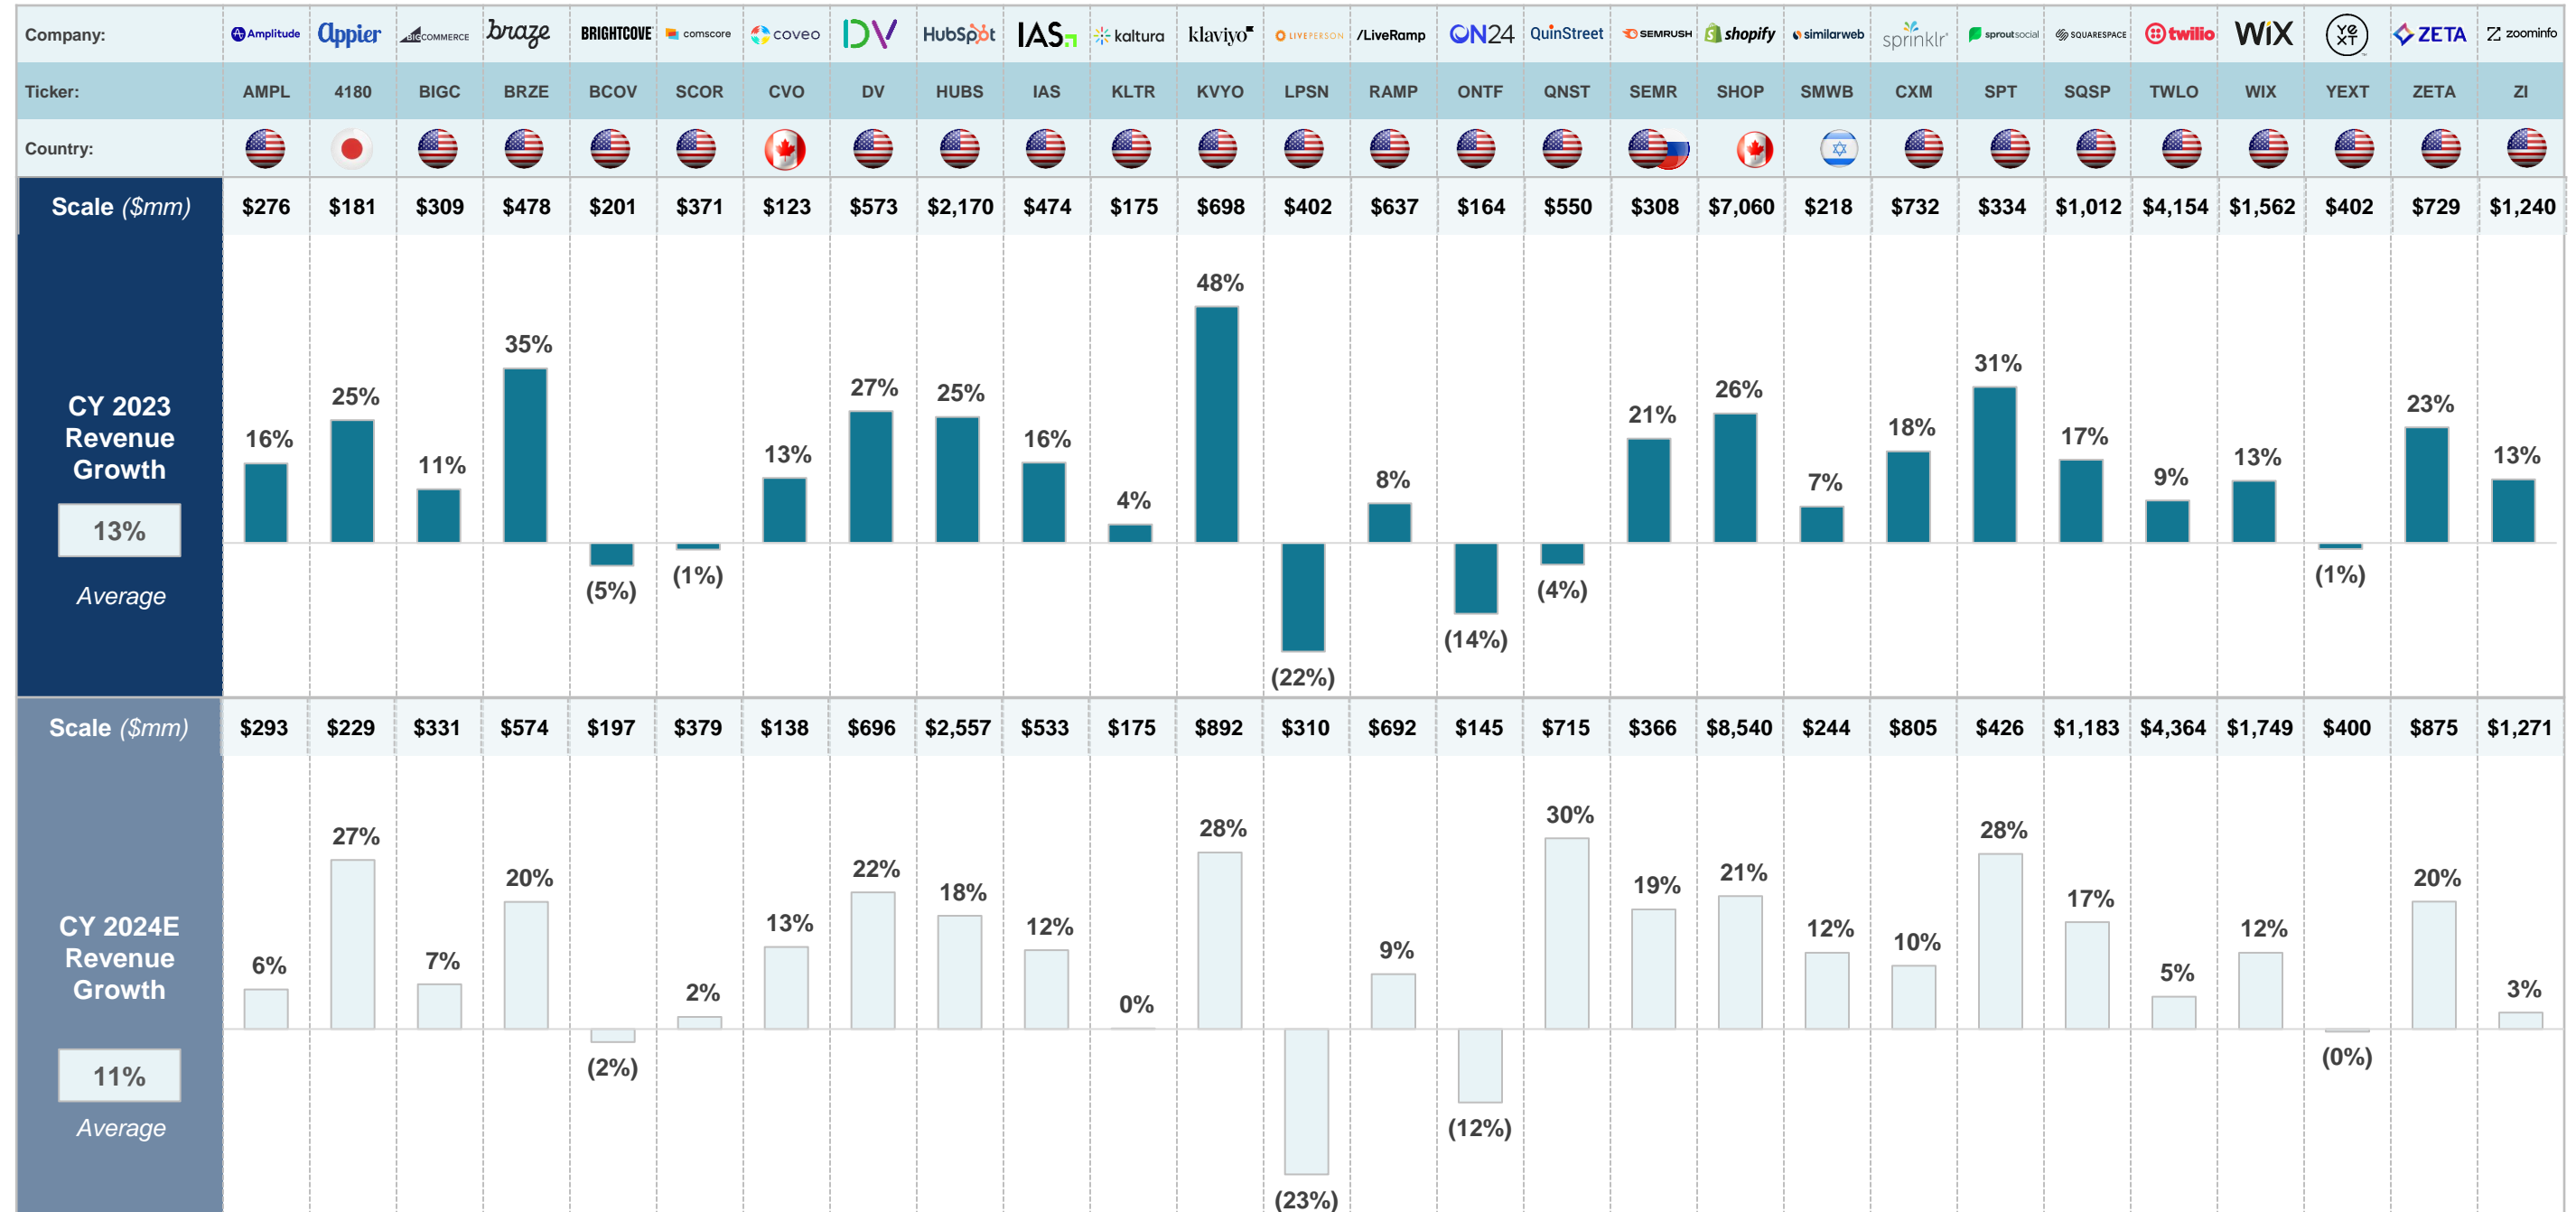 Company: Amplitude appier BIGCOMMERCE braze BRIGHTCOVE comscore coveo DV HubSpot IAS kaltura klaviyo LIVEPERSON /LiveRamp ON24 QuinStreet SEMRUSH shopify similarweb sprinklr sproutsocial SQUARESPACE twilio WiX yext ZETA zoominfo
Ticker: AMPL 4180 BIGC BRZE BCOV SCOR CVO DV HUBS IAS KLTR KVYO LPSN RAMP ONTF QNST SEMR SHOP SMWB CXM SPT SQSP TWLO WIX YEXT ZETA ZI
Country:
Scale ($mm) $276 $181 $309 $478 $201 $371 $123 $573 $2,170 $474 $175 $698 $402 $637 $164 $550 $308 $7,060 $218 $732 $334 $1,012 $4,154 $1,562 $402 $729 $1,240
CY 2023
Revenue
Growth
13%
Average
16% 25% 11% 35% (5%) (1%) 13% 27% 25% 16% 4% 48% (22%) 8% (14%) (4%) 21% 26% 7% 18% 31% 17% 9% 13% (1%) 23% 13%
Scale ($mm) $293 $229 $331 $574 $197 $379 $138 $696 $2,557 $533 $175 $892 $310 $692 $145 $715 $366 $8,540 $244 $805 $426 $1,183 $4,364 $1,749 $400 $875 $1,271
CY 2024E
Revenue
Growth
11%
Average
6% 27% 7% 20% (2%) 2% 13% 22% 18% 12% 0% 28% (23%) 9% (12%) 30% 19% 21% 12% 10% 28% 17% 5% 12% (0%) 20% 3%